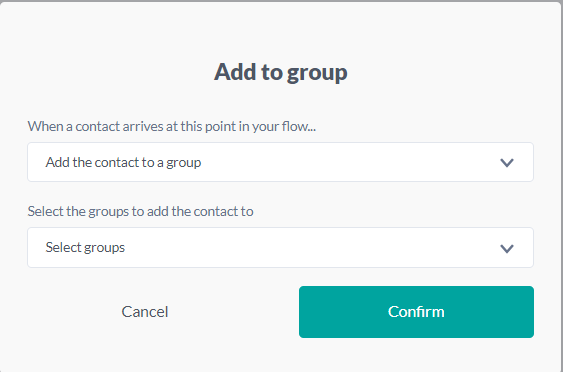 Add to group
When a contact arrives at this point in your flow...
Add the contact to a group
Select the groups to add the contact to
Select groups
Cancel
Confirm